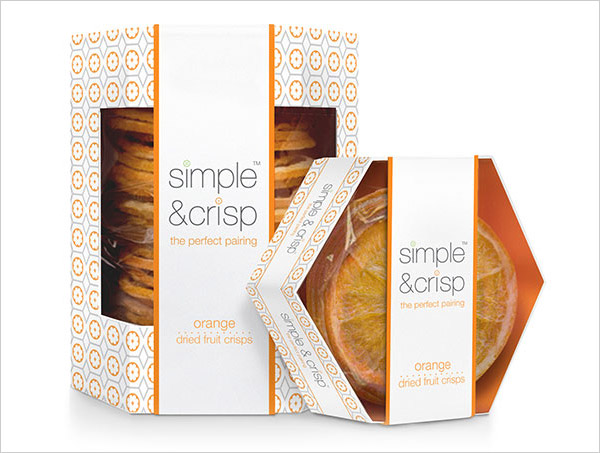 simple™
&crisp
the perfect pairing
orange
dried fruit crisps
simple & crisp
simple & crisp™
simple™
&crisp
the perfect pairing
orange
dried fruit crisps